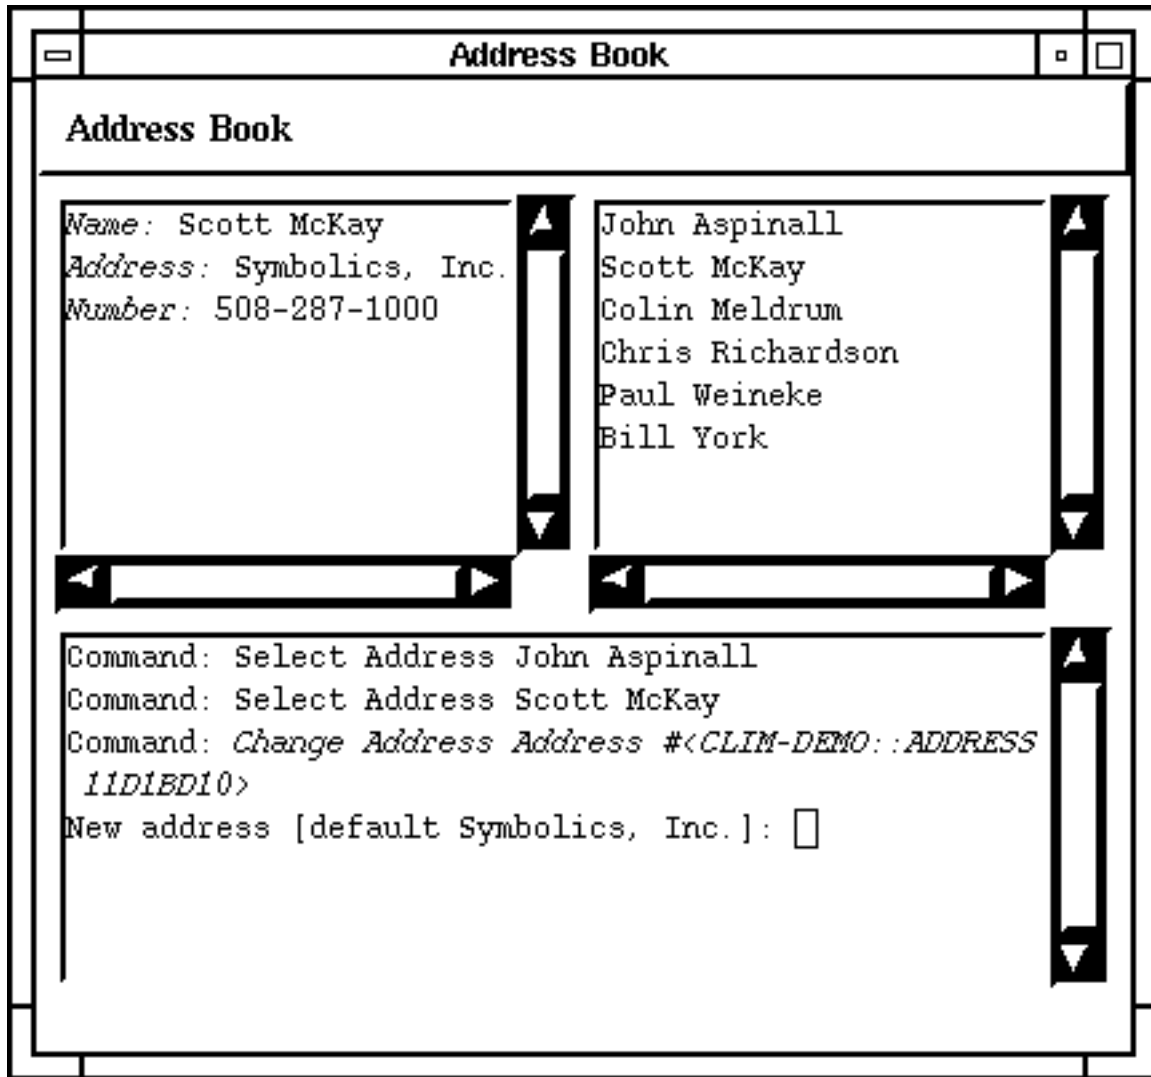 Address Book
Address Book
Name: Scott McKay
Address: Symbolics, Inc.
Number: 508-287-1000
John Aspinall
Scott McKay
Colin Meldrum
Chris Richardson
Paul Weineke
Bill York
Command: Select Address John Aspinall
Command: Select Address Scott McKay
Command: Change Address Address #<CLIM-DEMO::ADDRESS
11D1BD10>
New address [default Symbolics, Inc.]: